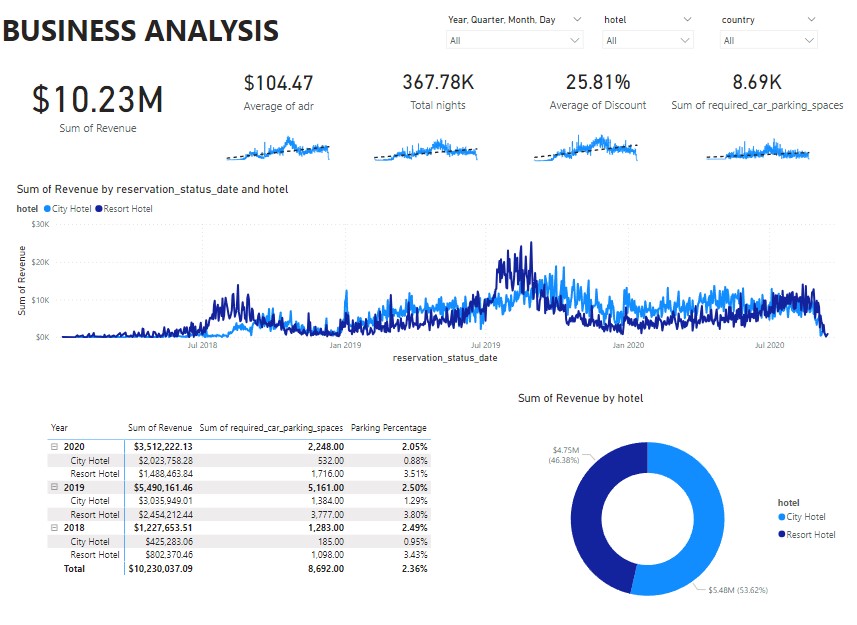 BUSINESS ANALYSIS
Year, Quarter, Month, Day
hotel
country
All
All
All
$10.23M
Sum of Revenue
$104.47
Average of adr
367.78K
Total nights
25.81%
Average of Discount
8.69K
Sum of required_car_parking_spaces
Sum of Revenue by reservation_status_date and hotel
hotel City Hotel Resort Hotel
Sum of Revenue
$30K
$20K
$10K
$0K
Jul 2018 Jan 2019 Jul 2019 Jan 2020 Jul 2020
reservation_status_date
Year Sum of Revenue Sum of required_car_parking_spaces Parking Percentage
2020 $3,512,222.13 2,248.00 2.05%
City Hotel $2,023,758.28 532.00 0.88%
Resort Hotel $1,488,463.84 1,716.00 3.51%
2019 $5,490,161.46 5,161.00 2.50%
City Hotel $3,035,949.01 1,384.00 1.29%
Resort Hotel $2,454,212.44 3,777.00 3.80%
2018 $1,227,653.51 1,283.00 2.49%
City Hotel $425,283.06 185.00 0.95%
Resort Hotel $802,370.46 1,098.00 3.43%
Total $10,230,037.09 8,692.00 2.36%
Sum of Revenue by hotel
$4.75M
(46.38%)
$5.48M (53.62%)
hotel
City Hotel
Resort Hotel